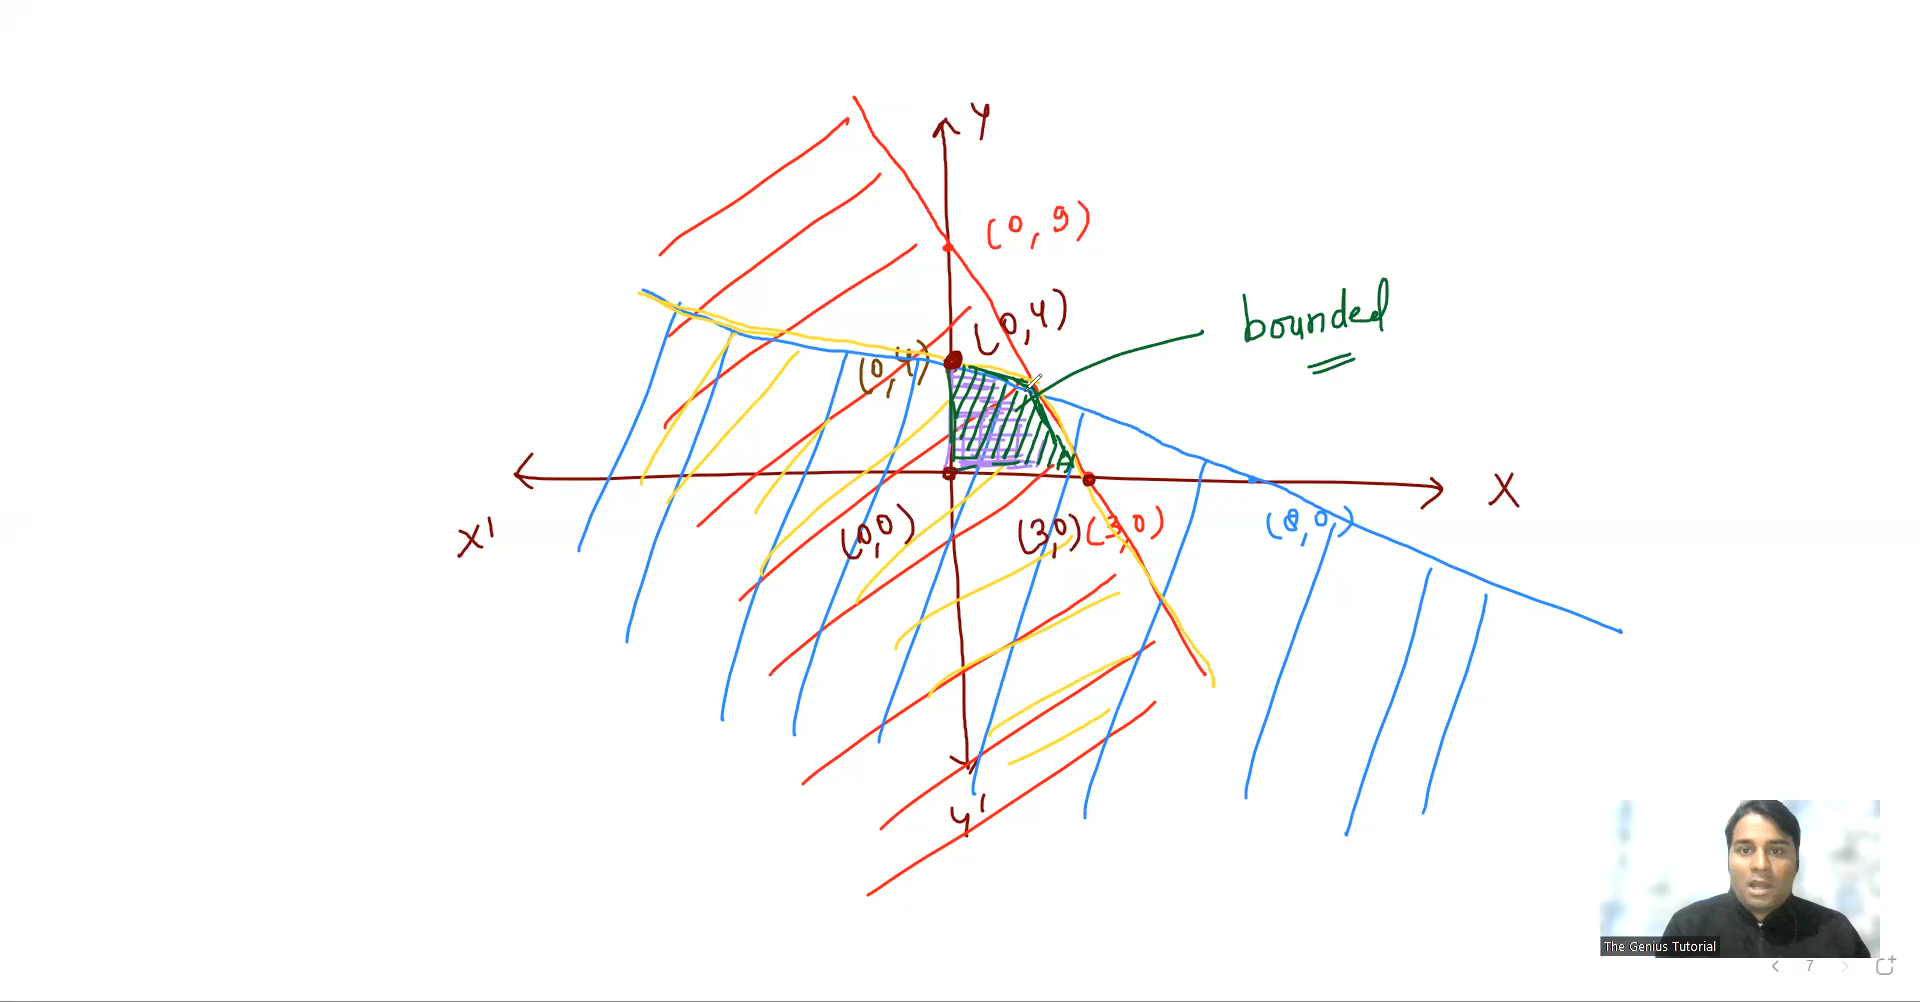 Y
(0, 9)
(0,4)
bounded
(0,4)
A
X
X'
(0,0)
(3,0)
(3,0)
(8,0,)
y'
The Genius Tutorial
7